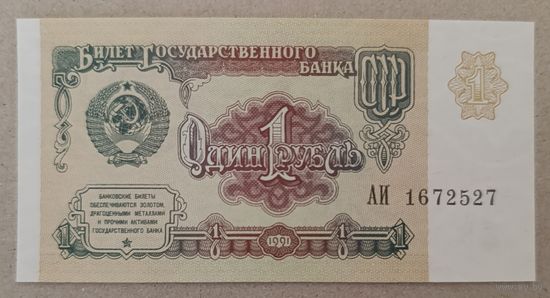 Билет Государственного
Банка
СССР
1
Один 1 рубль
АИ 1672527
БАНКОВСКИЕ БИЛЕТЫ
ОБЕСПЕЧИВАЮТСЯ ЗОЛОТОМ,
ДРАГОЦЕННЫМИ МЕТАЛЛАМИ
И ПРОЧИМИ АКТИВАМИ
ГОСУДАРСТВЕННОГО БАНКА
1 1 1991 1 1